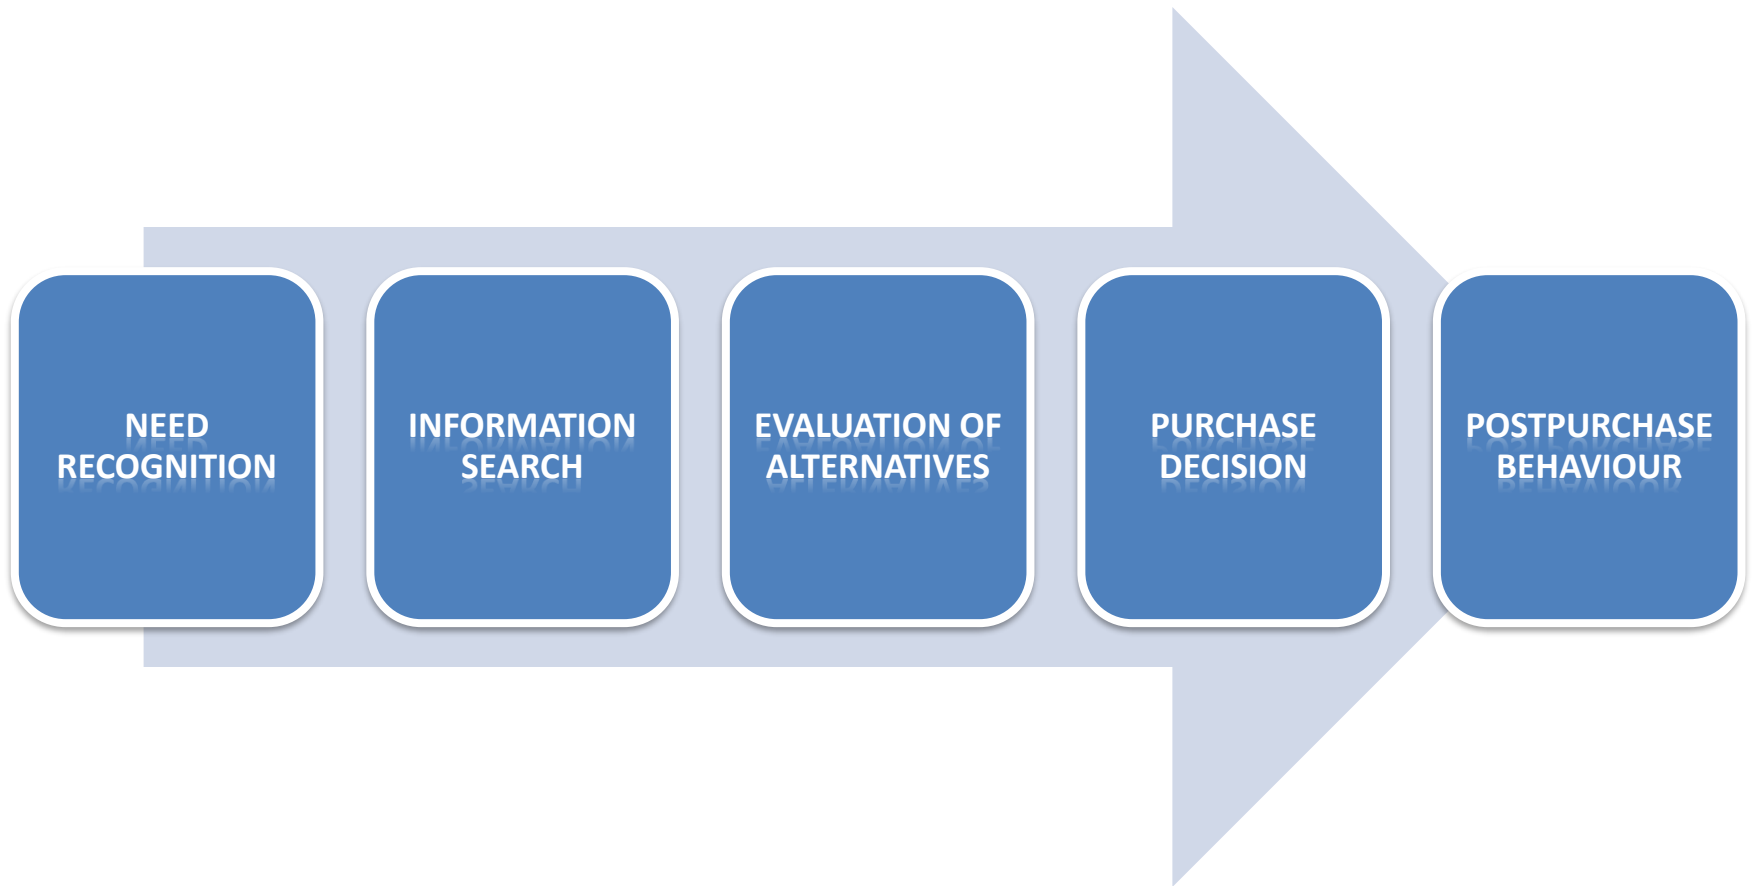 NEED
RECOGNITION
INFORMATION
SEARCH
EVALUATION OF
ALTERNATIVES
PURCHASE
DECISION
POSTPURCHASE
BEHAVIOUR